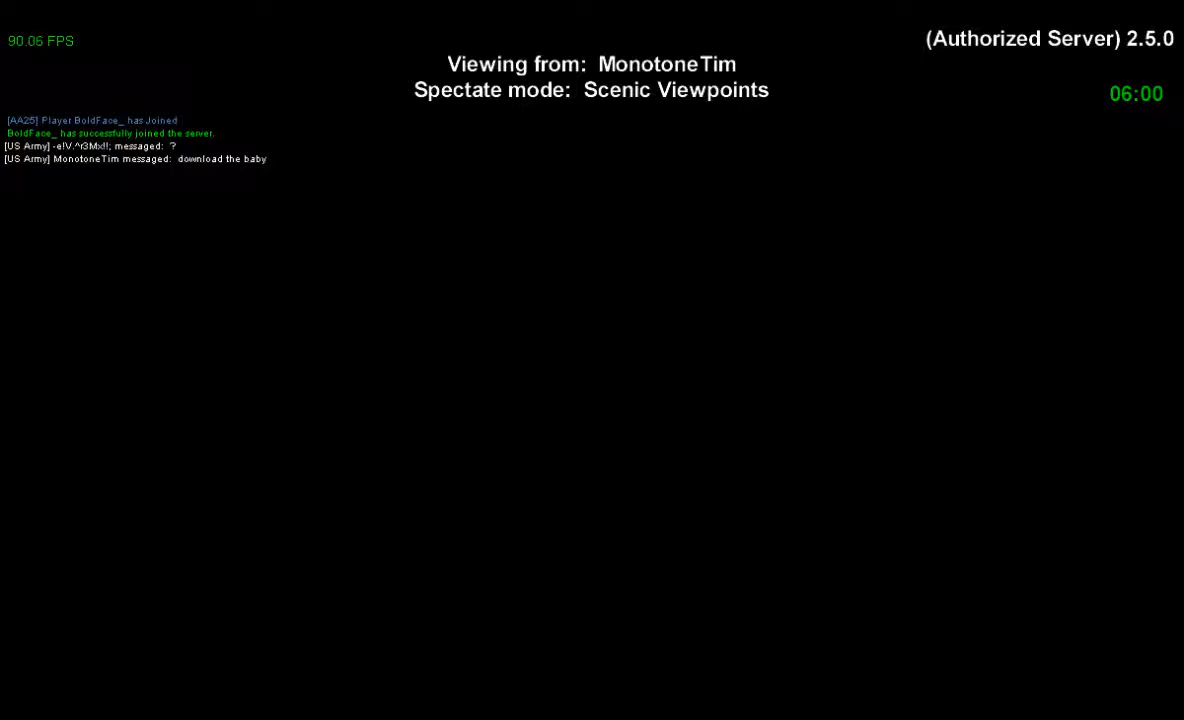 90.06 FPS
(Authorized Server) 2.5.0
Viewing from: MonotoneTim
Spectate mode: Scenic Viewpoints
06:00
[AA25] Player BoldFace_ has Joined
BoldFace_ has successfully joined the server.
[US Army] -e!V.^r3Mx!!; messaged: ?
[US Army] MonotoneTim messaged: download the baby